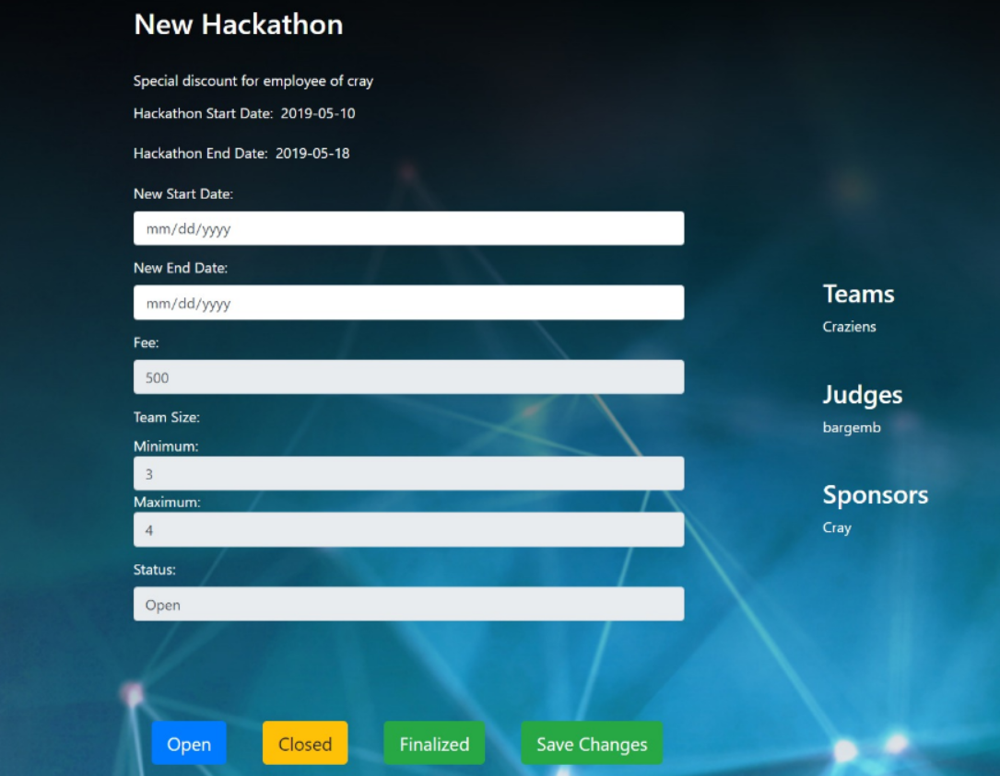 New Hackathon
Special discount for employee of cray
Hackathon Start Date: 2019-05-10
Hackathon End Date: 2019-05-18
New Start Date:
mm/dd/yyyy
New End Date:
mm/dd/yyyy
Fee:
500
Team Size:
Minimum:
3
Maximum:
4
Status:
Open
Teams
Craziens
Judges
bargemb
Sponsors
Cray
Open Closed Finalized Save Changes